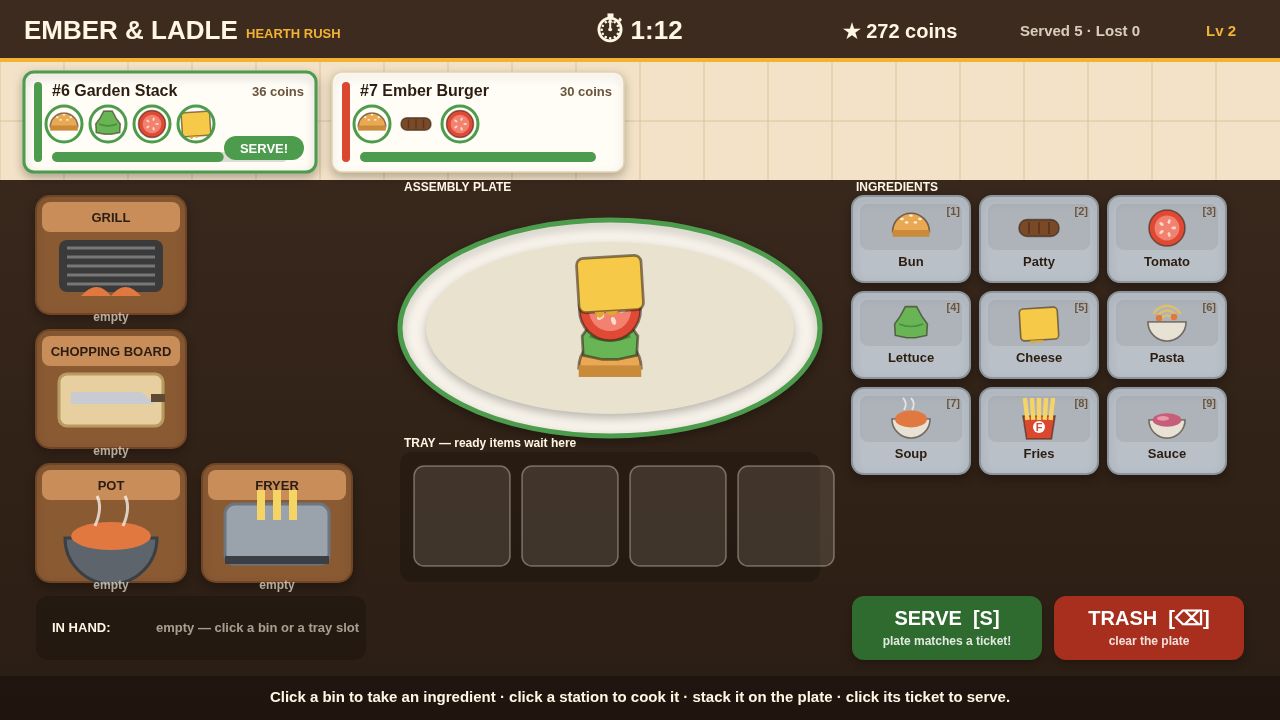 EMBER & LADLE HEARTH RUSH
1:12
★ 272 coins
Served 5 · Lost 0
Lv 2
#6 Garden Stack 36 coins
SERVE!
#7 Ember Burger 30 coins
ASSEMBLY PLATE
INGREDIENTS
GRILL
empty
CHOPPING BOARD
empty
POT
empty
FRYER
empty
[1]
Bun
[2]
Patty
[3]
Tomato
[4]
Lettuce
[5]
Cheese
[6]
Pasta
[7]
Soup
[8]
F
Fries
[9]
Sauce
TRAY — ready items wait here
IN HAND: empty — click a bin or a tray slot
SERVE [S]
plate matches a ticket!
TRASH [⌫]
clear the plate
Click a bin to take an ingredient · click a station to cook it · stack it on the plate · click its ticket to serve.